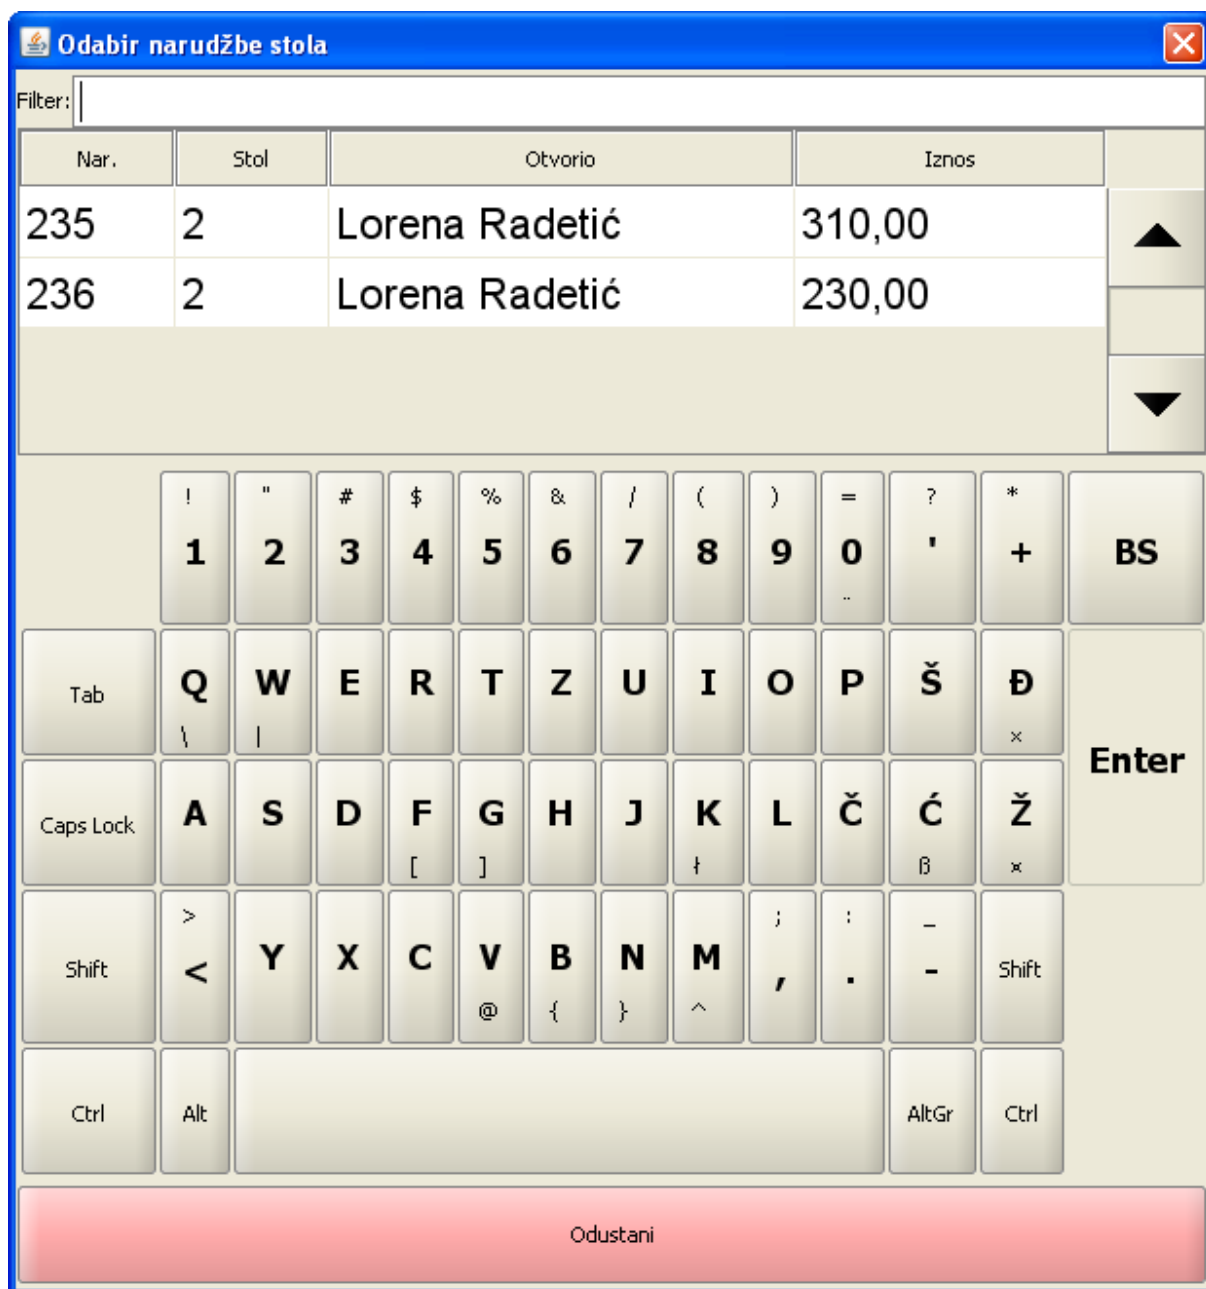 Odabir narudžbe stola
Filter:
Nar. Stol Otvorio Iznos
235 2 Lorena Radetić 310,00
236 2 Lorena Radetić 230,00
! " # $ % & / ( ) = ? *
1 2 3 4 5 6 7 8 9 0 ' + BS
¨
Tab Q W E R T Z U I O P Š Đ
\ | ×
Enter
Caps Lock A S D F G H J K L Č Ć Ž
[ ] ł ß ¤
> ; : _
Shift < Y X C V B N M , . - Shift
@ { } ^
Ctrl Alt AltGr Ctrl
Odustani